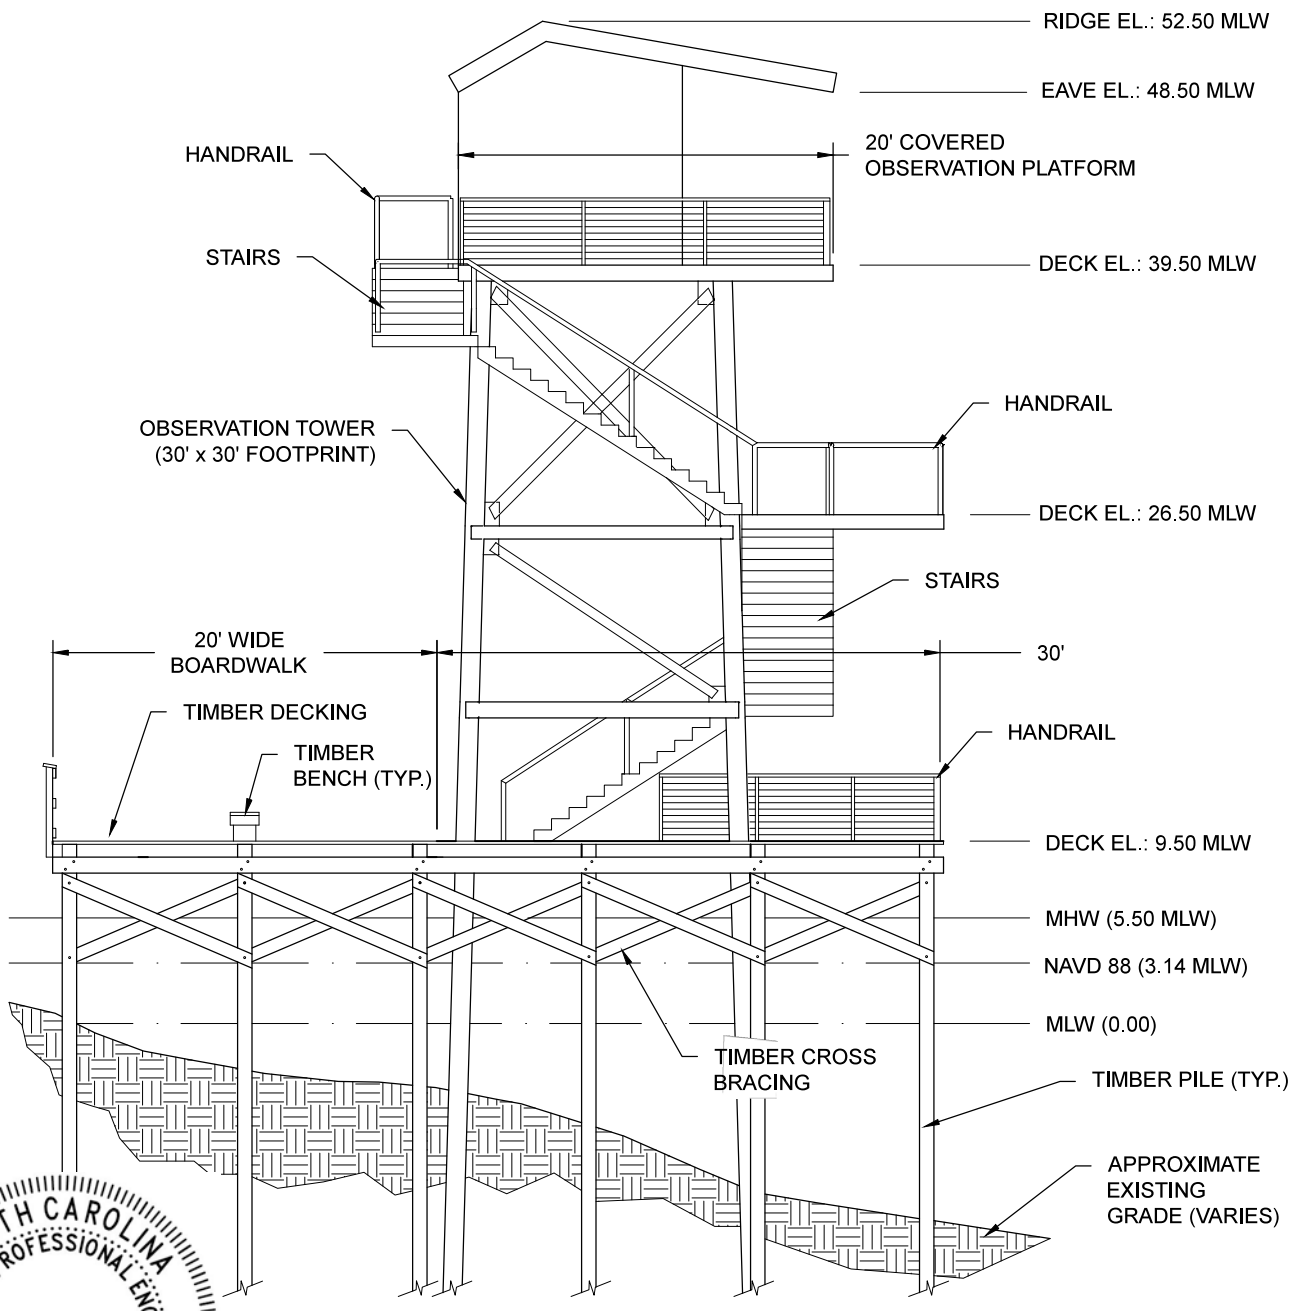 RIDGE EL.: 52.50 MLW
EAVE EL.: 48.50 MLW
20' COVERED
OBSERVATION PLATFORM
HANDRAIL
STAIRS
DECK EL.: 39.50 MLW
HANDRAIL
OBSERVATION TOWER
(30' x 30' FOOTPRINT)
DECK EL.: 26.50 MLW
STAIRS
20' WIDE
BOARDWALK
30'
TIMBER DECKING
TIMBER
BENCH (TYP.)
HANDRAIL
DECK EL.: 9.50 MLW
MHW (5.50 MLW)
NAVD 88 (3.14 MLW)
MLW (0.00)
TIMBER CROSS
BRACING
TIMBER PILE (TYP.)
APPROXIMATE
EXISTING
GRADE (VARIES)
TH CAROLINA
ROFESSIONAL ENG